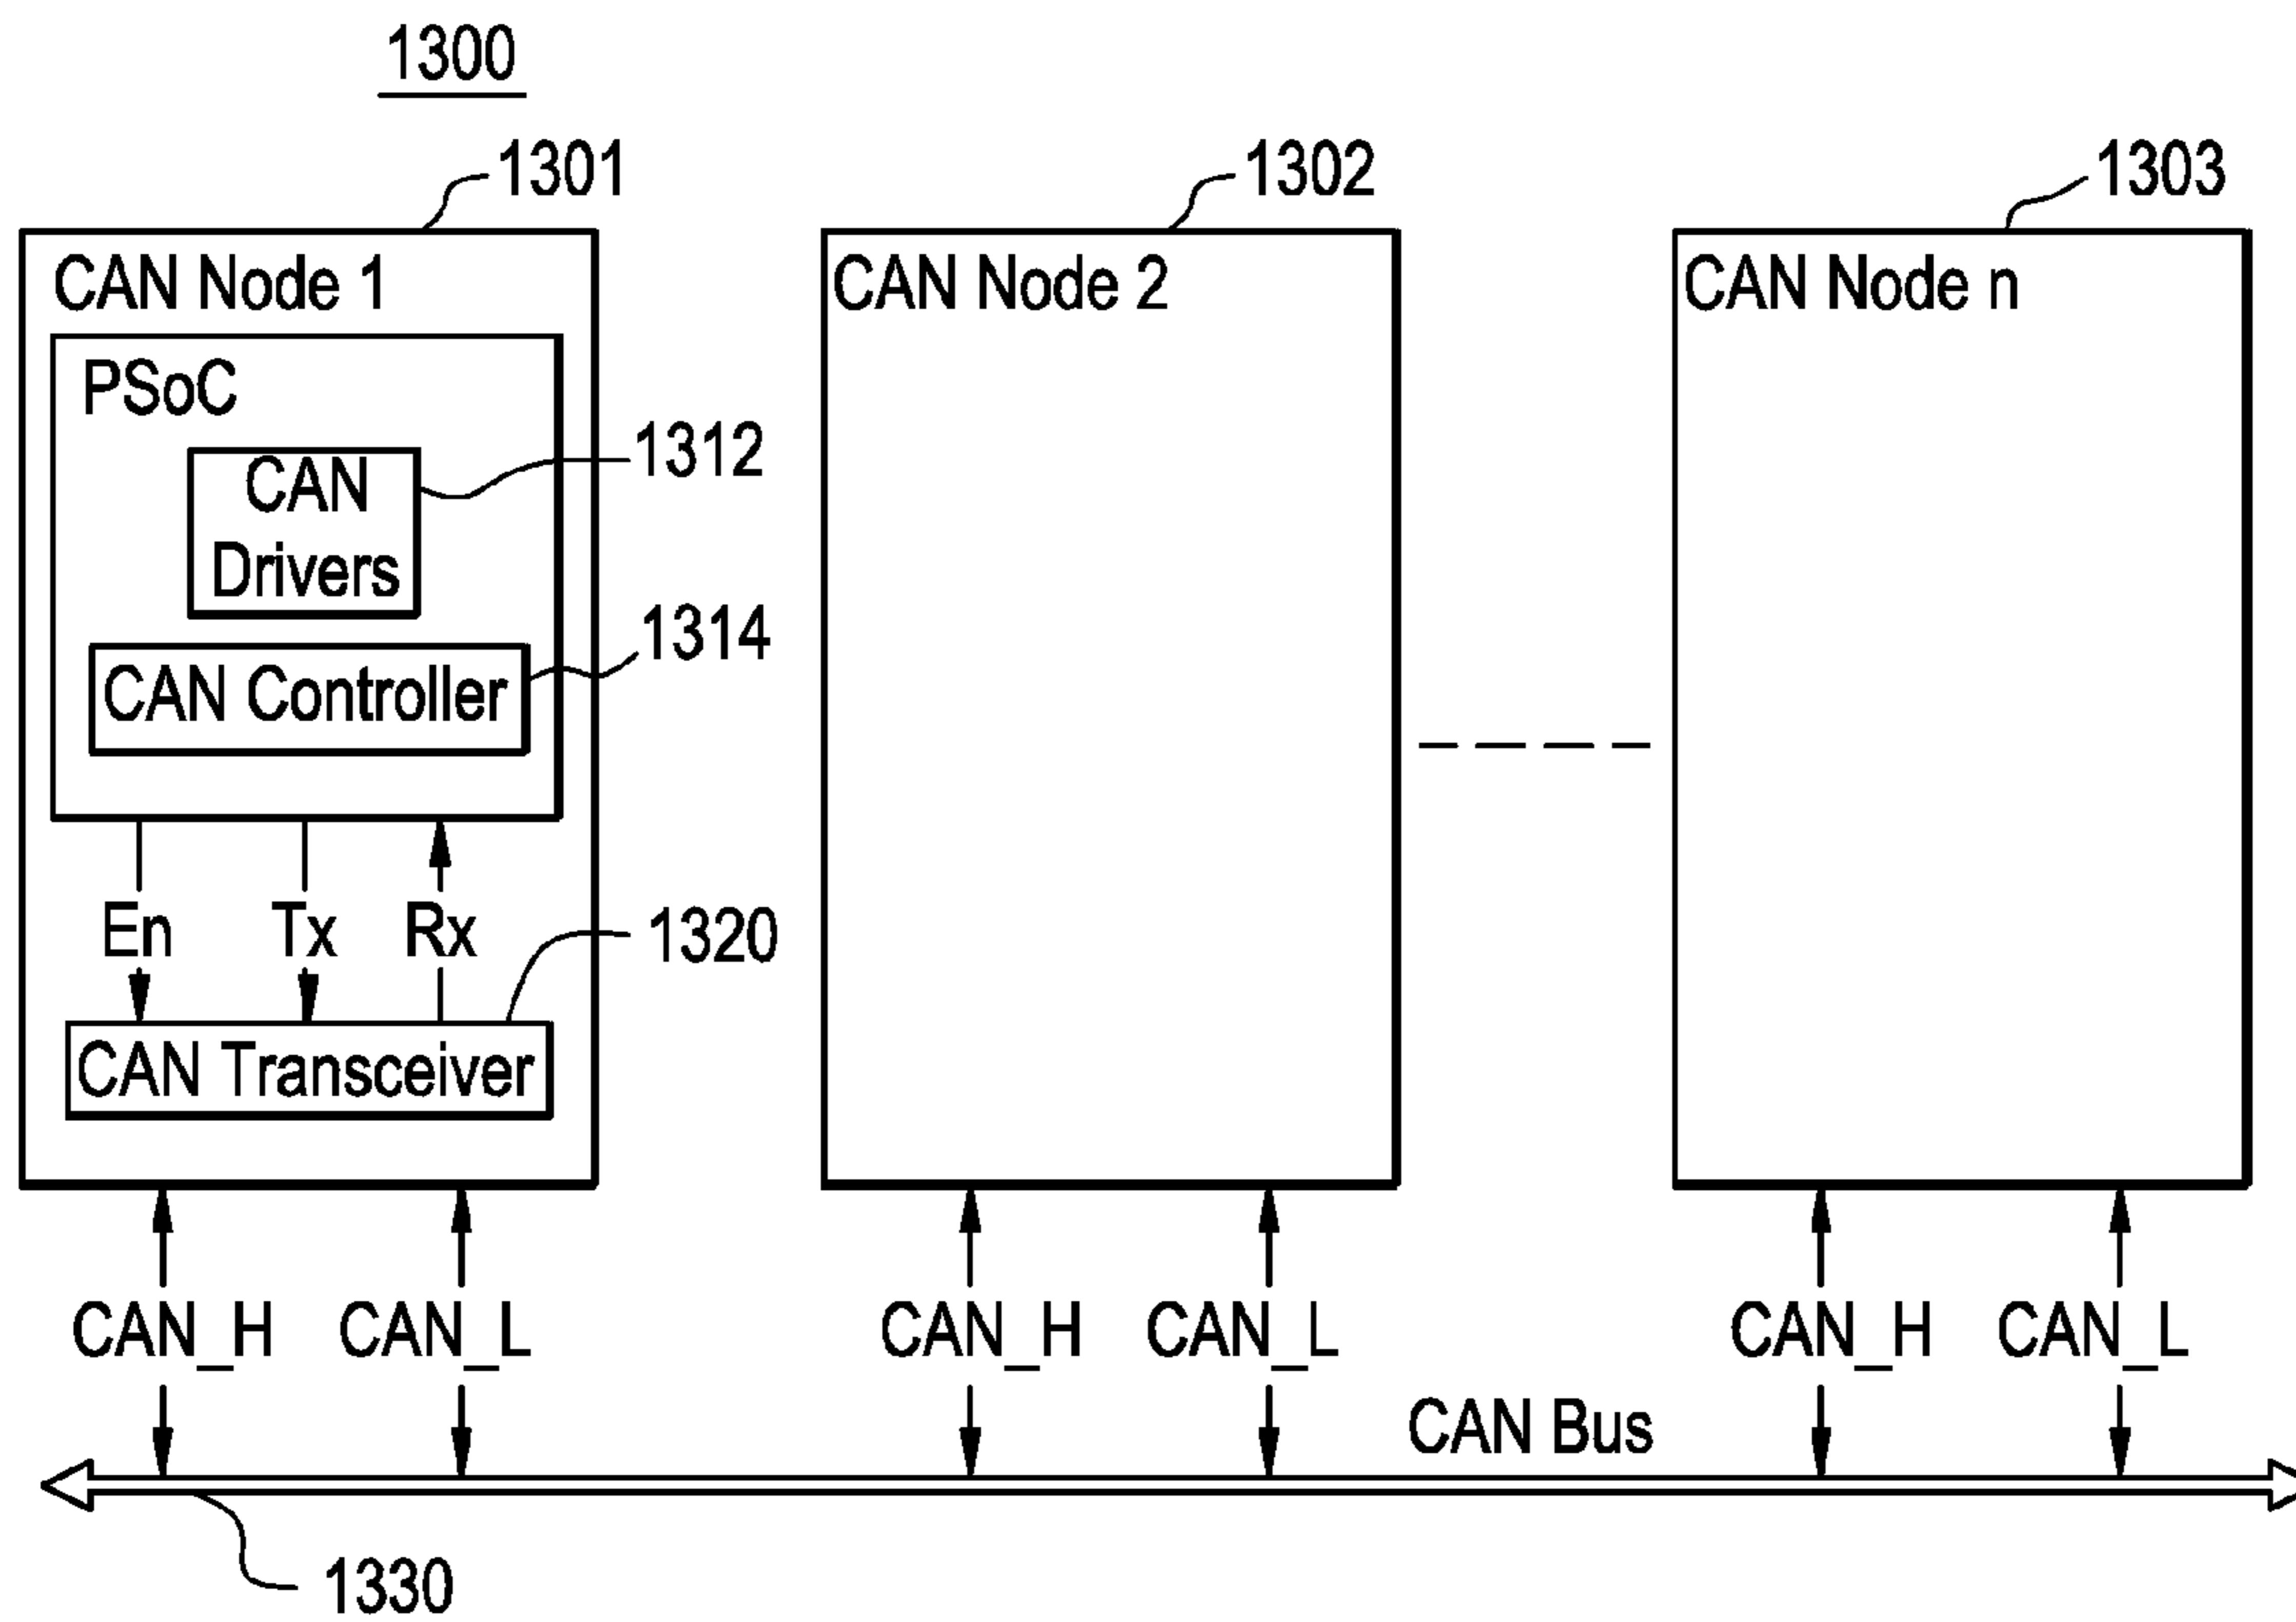 1300
1301
1302
1303
CAN Node 1
CAN Node 2
CAN Node n
PSoC
CAN
Drivers
1312
CAN Controller
1314
En Tx Rx
1320
CAN Transceiver
CAN_H CAN_L
CAN_H CAN_L
CAN_H CAN_L
CAN Bus
1330